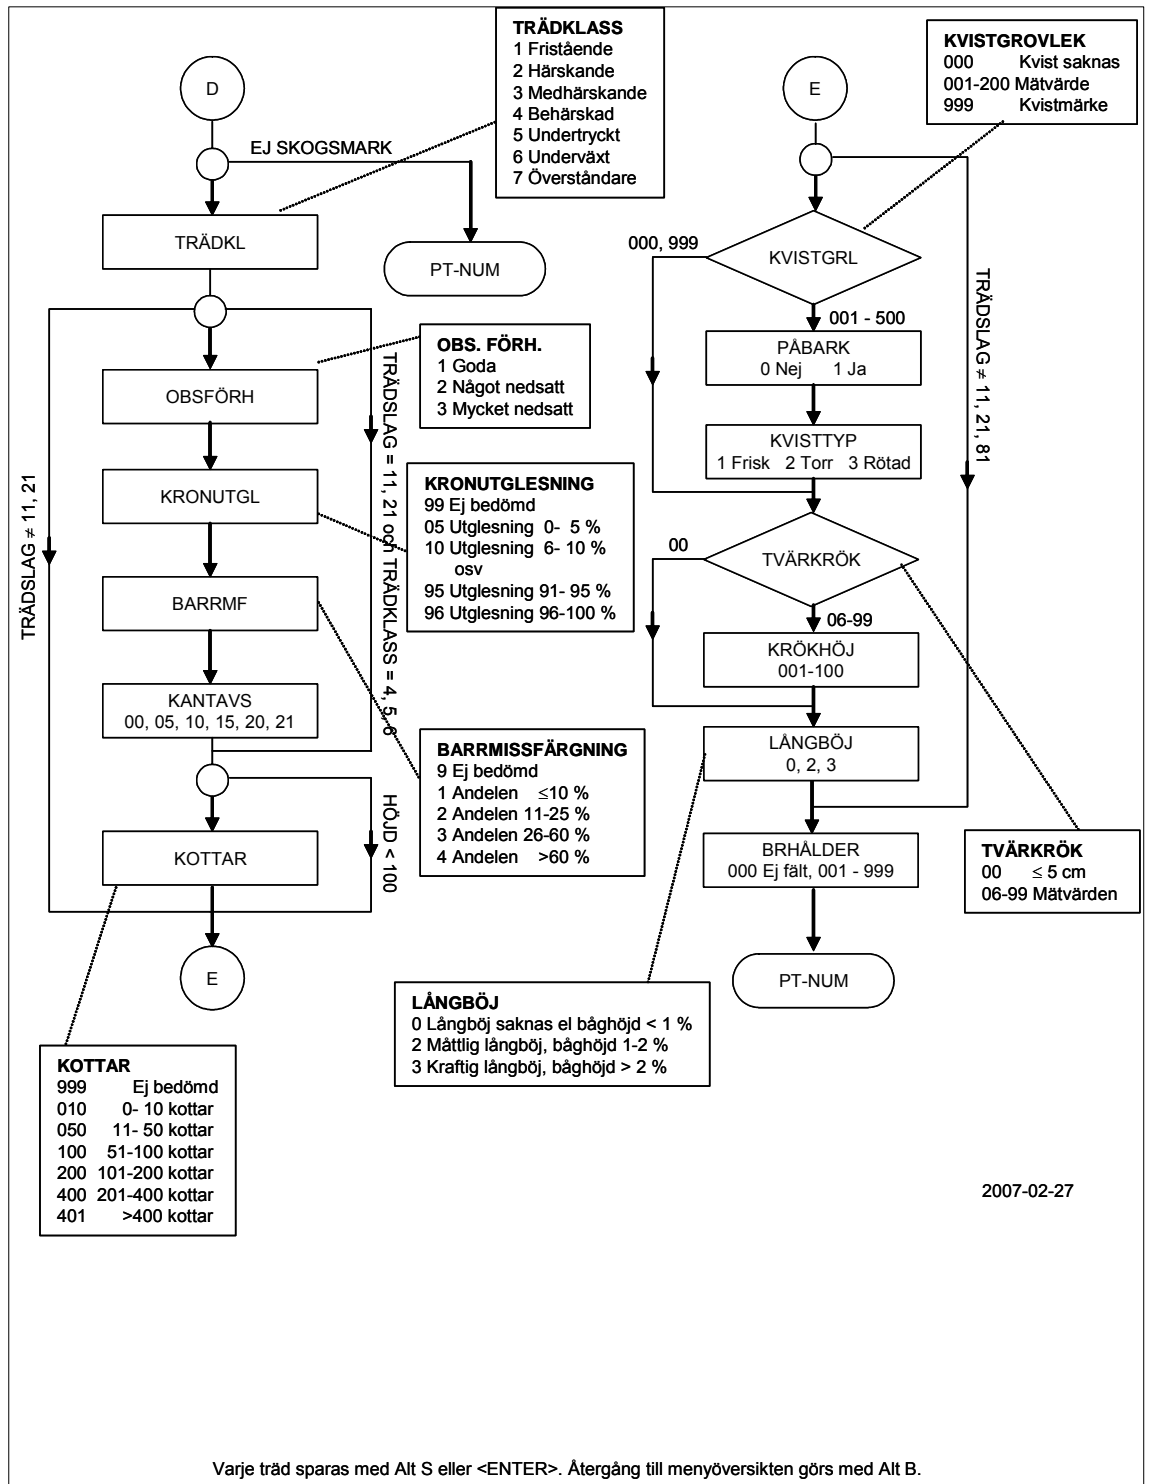 TRÄDKLASS
1 Fristående
2 Härskande
3 Medhärskande
4 Behärskad
5 Undertryckt
6 Underväxt
7 Överståndare
D
EJ SKOGSMARK
TRÄDKL
PT-NUM
OBS. FÖRH.
1 Goda
2 Något nedsatt
3 Mycket nedsatt
OBSFÖRH
TRÄDSLAG ≠ 11, 21
TRÄDSLAG = 11, 21 och TRÄDKLASS = 4, 5, 6
KRONUTGL
KRONUTGLESNING
99 Ej bedömd
05 Utglesning 0- 5 %
10 Utglesning 6- 10 %
osv
95 Utglesning 91- 95 %
96 Utglesning 96-100 %
BARRMF
KANTAVS
00, 05, 10, 15, 20, 21
BARRMISSFÄRGNING
9 Ej bedömd
1 Andelen ≤10 %
2 Andelen 11-25 %
3 Andelen 26-60 %
4 Andelen >60 %
HÖJD < 100
KOTTAR
E
KOTTAR
999 Ej bedömd
010 0- 10 kottar
050 11- 50 kottar
100 51-100 kottar
200 101-200 kottar
400 201-400 kottar
401 >400 kottar
KVISTGROVLEK
000 Kvist saknas
001-200 Mätvärde
999 Kvistmärke
E
000, 999
KVISTGRL
001 - 500
TRÄDSLAG ≠ 11, 21, 81
PÅBARK
0 Nej 1 Ja
KVISTTYP
1 Frisk 2 Torr 3 Rötad
00
TVÄRKRÖK
06-99
KRÖKHÖJ
001-100
LÅNGBÖJ
0, 2, 3
BRHÅLDER
000 Ej fält, 001 - 999
TVÄRKRÖK
00 ≤ 5 cm
06-99 Mätvärden
PT-NUM
LÅNGBÖJ
0 Långböj saknas el båghöjd < 1 %
2 Måttlig långböj, båghöjd 1-2 %
3 Kraftig långböj, båghöjd > 2 %
2007-02-27
Varje träd sparas med Alt S eller <ENTER>. Återgång till menyöversikten görs med Alt B.